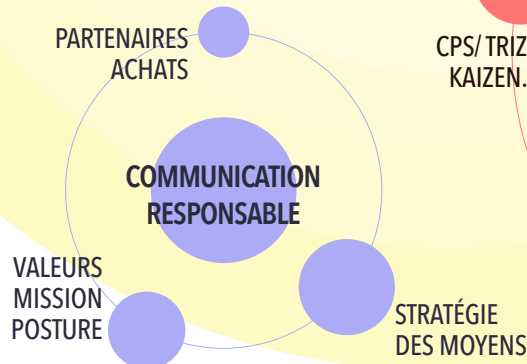 PARTENAIRES
ACHATS
CPS/ TRIZ
KAIZEN.
COMMUNICATION
RESPONSABLE
VALEURS
MISSION
POSTURE
STRATÉGIE
DES MOYENS